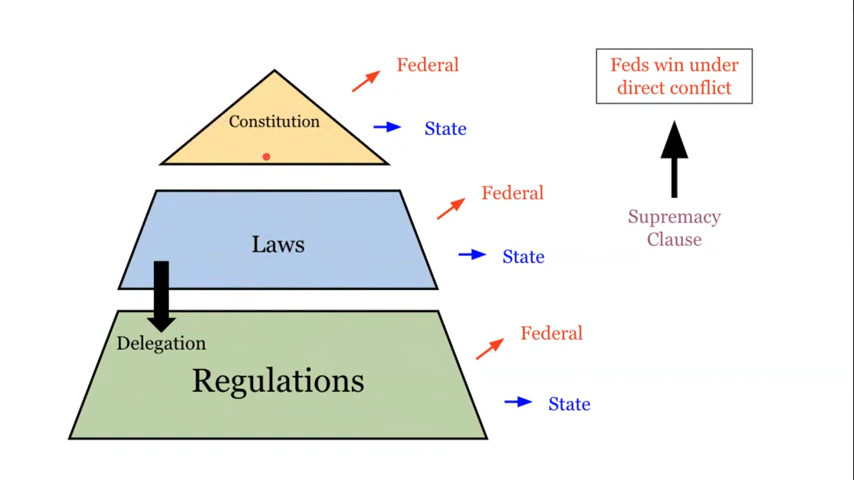 Federal
Feds win under
direct conflict
Constitution
State
Federal
Supremacy
Clause
Laws
State
Federal
Delegation
Regulations
State